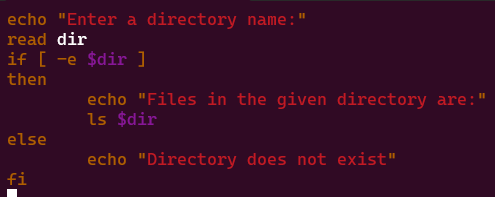 echo "Enter a directory name:"
read dir
if [ -e $dir ]
then
        echo "Files in the given directory are:"
        ls $dir
else
        echo "Directory does not exist"
fi